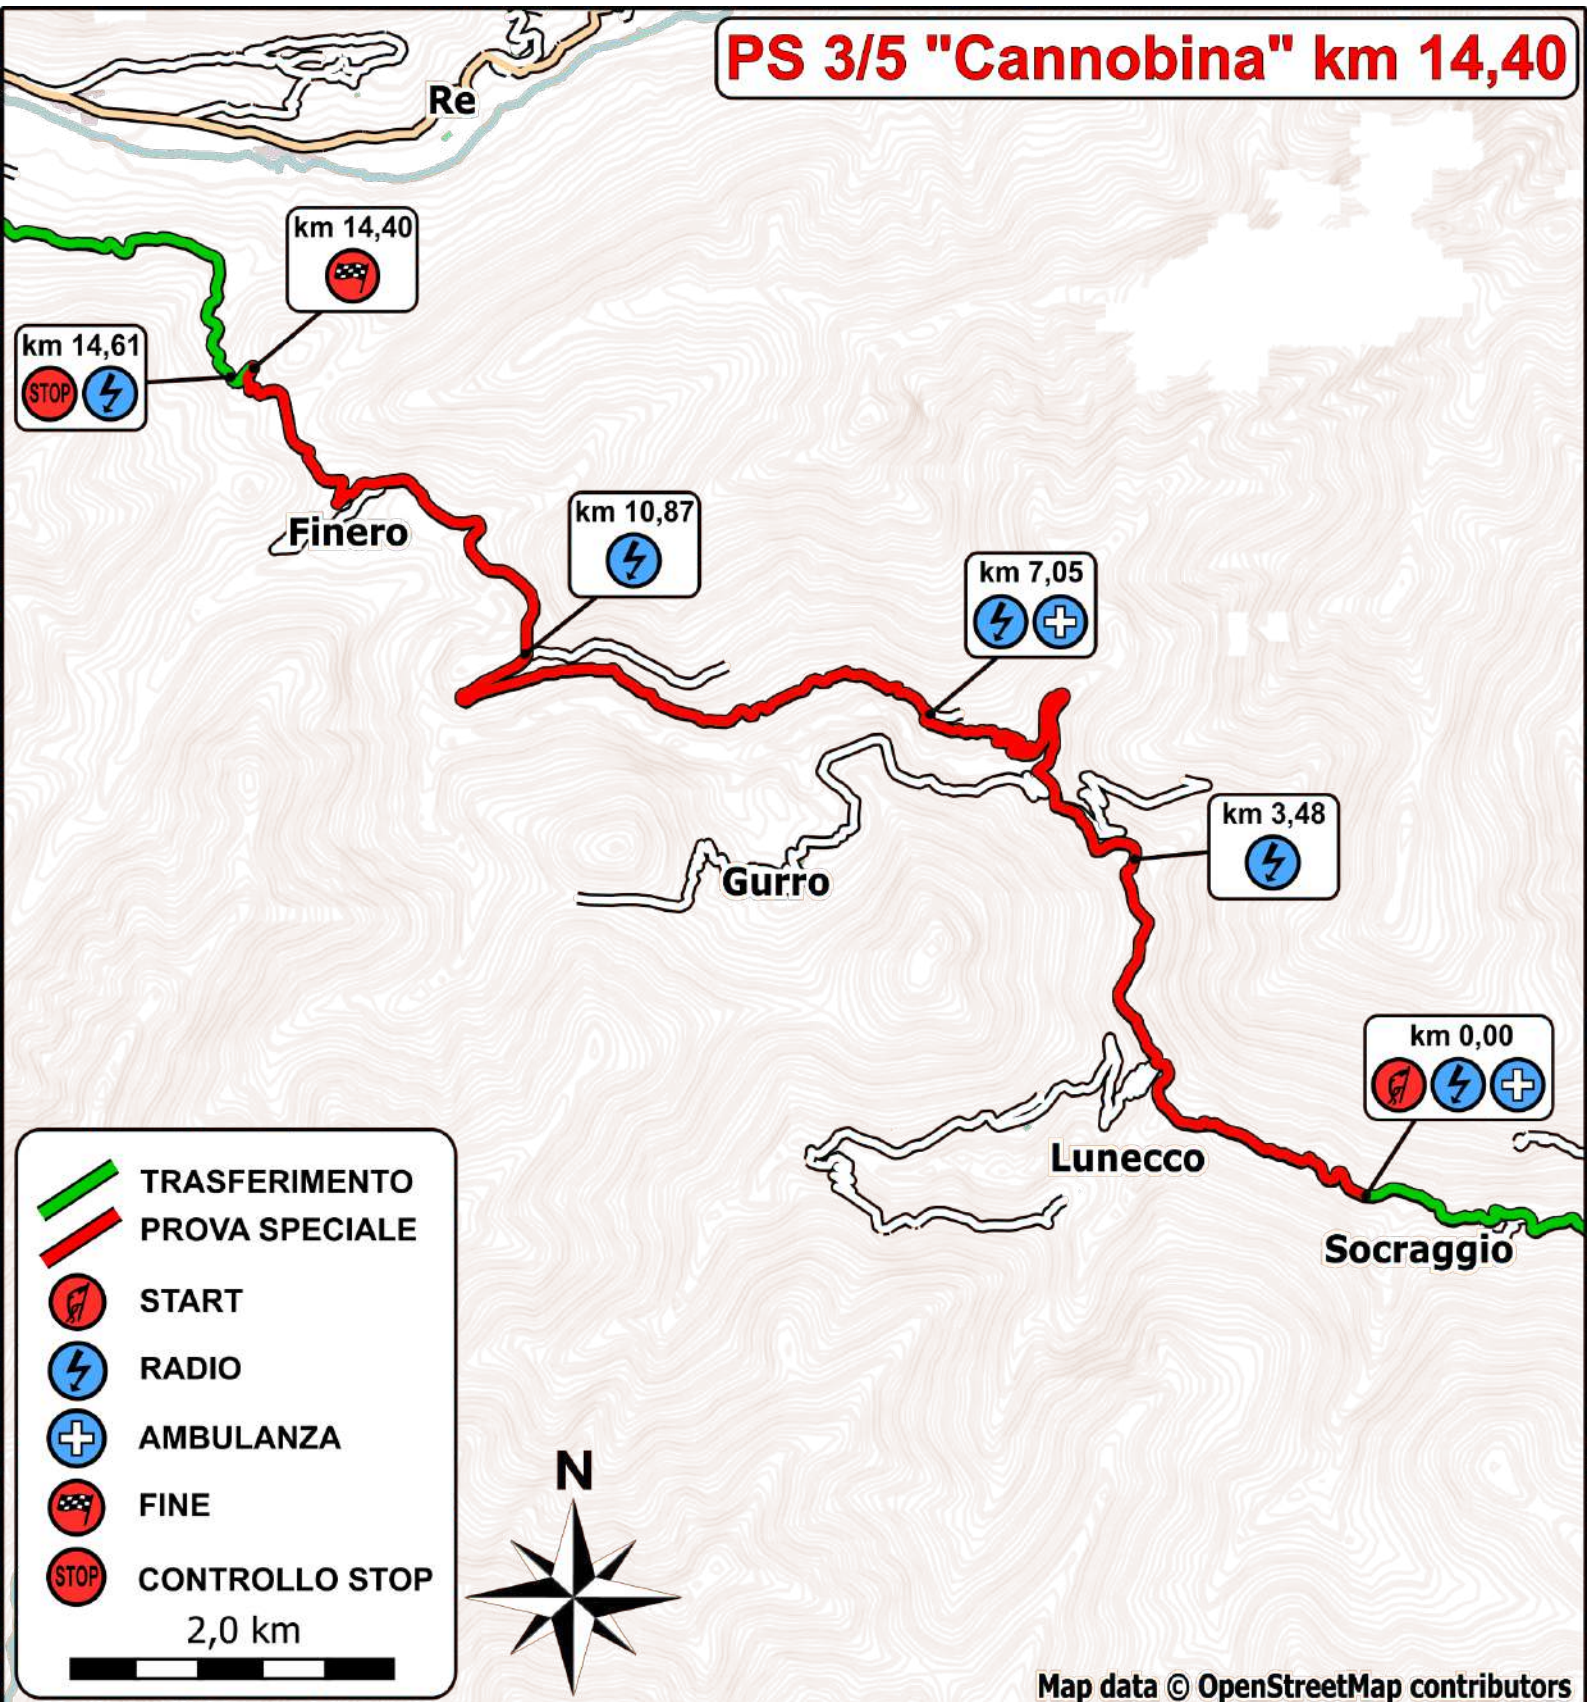 PS 3/5 "Cannobina" km 14,40
Re
km 14,40
km 14,61
STOP
Finero
km 10,87
km 7,05
km 3,48
Gurro
km 0,00
Lunecco
Socraggio
TRASFERIMENTO
PROVA SPECIALE
START
RADIO
AMBULANZA
FINE
STOP CONTROLLO STOP
2,0 km
N
Map data © OpenStreetMap contributors